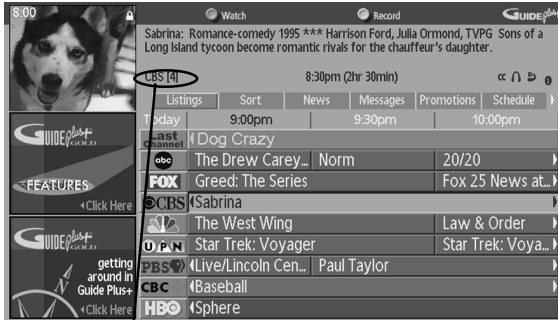 8:00
Watch
Record
GUIDEplus+
Sabrina: Romance-comedy 1995 *** Harrison Ford, Julia Ormond, TVPG Sons of a
Long Island tycoon become romantic rivals for the chauffeur's daughter.
CBS [4]
8:30pm (2hr 30min)
Listings
Sort
News
Messages
Promotions
Schedule
Today
9:00pm
9:30pm
10:00pm
Last
Channel
Dog Crazy
abc
The Drew Carey...
Norm
20/20
FOX
Greed: The Series
Fox 25 News at...
CBS
Sabrina
The West Wing
Law & Order
UPN
Star Trek: Voyager
Star Trek: Voya...
PBS
Live/Lincoln Cen...
Paul Taylor
CBC
Baseball
HBO
Sphere
GUIDEplus+
GOLD
FEATURES
Click Here
GUIDEplus+
GOLD
getting
around in
Guide Plus+
Click Here